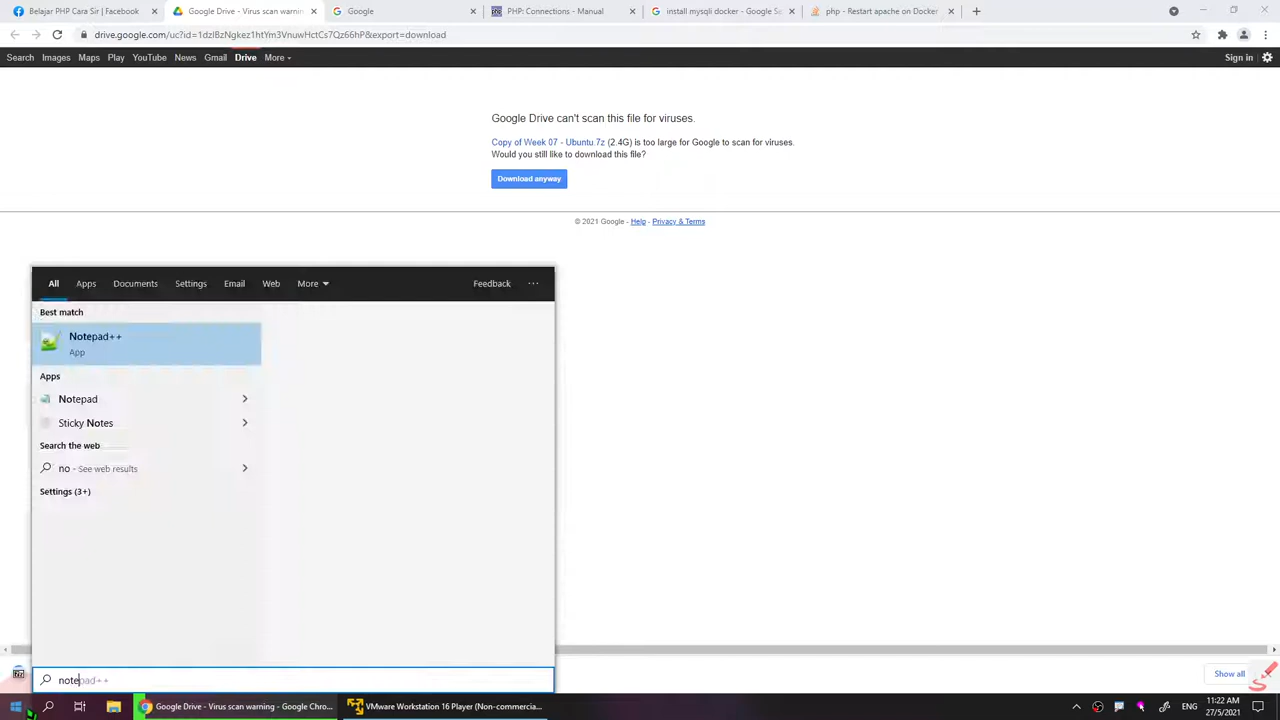 Belajar PHP Cara Sir | Facebook
Google Drive - Virus scan warni
Google
PHP: Connections - Manual
install mysqli docker - Google Se
php - Restart apache on Docker
drive.google.com/uc?id=1dzIBzNgkez1htYm3VnuwHctCs7Qz66hP&export=download
Search Images Maps Play YouTube News Gmail Drive More
Sign in
Google Drive can't scan this file for viruses.
Copy of Week 07 - Ubuntu.7z (2.4G) is too large for Google to scan for viruses.
Would you still like to download this file?
Download anyway
© 2021 Google - Help - Privacy & Terms
All Apps Documents Settings Email Web More Feedback ...
Best match
Notepad++
App
Apps
Notepad
Sticky Notes
Search the web
no - See web results
Settings (3+)
notepad++
Show all
Google Drive - Virus scan warning - Google Chro...
VMware Workstation 16 Player (Non-commercia...
ENG
11:22 AM
27/5/2021